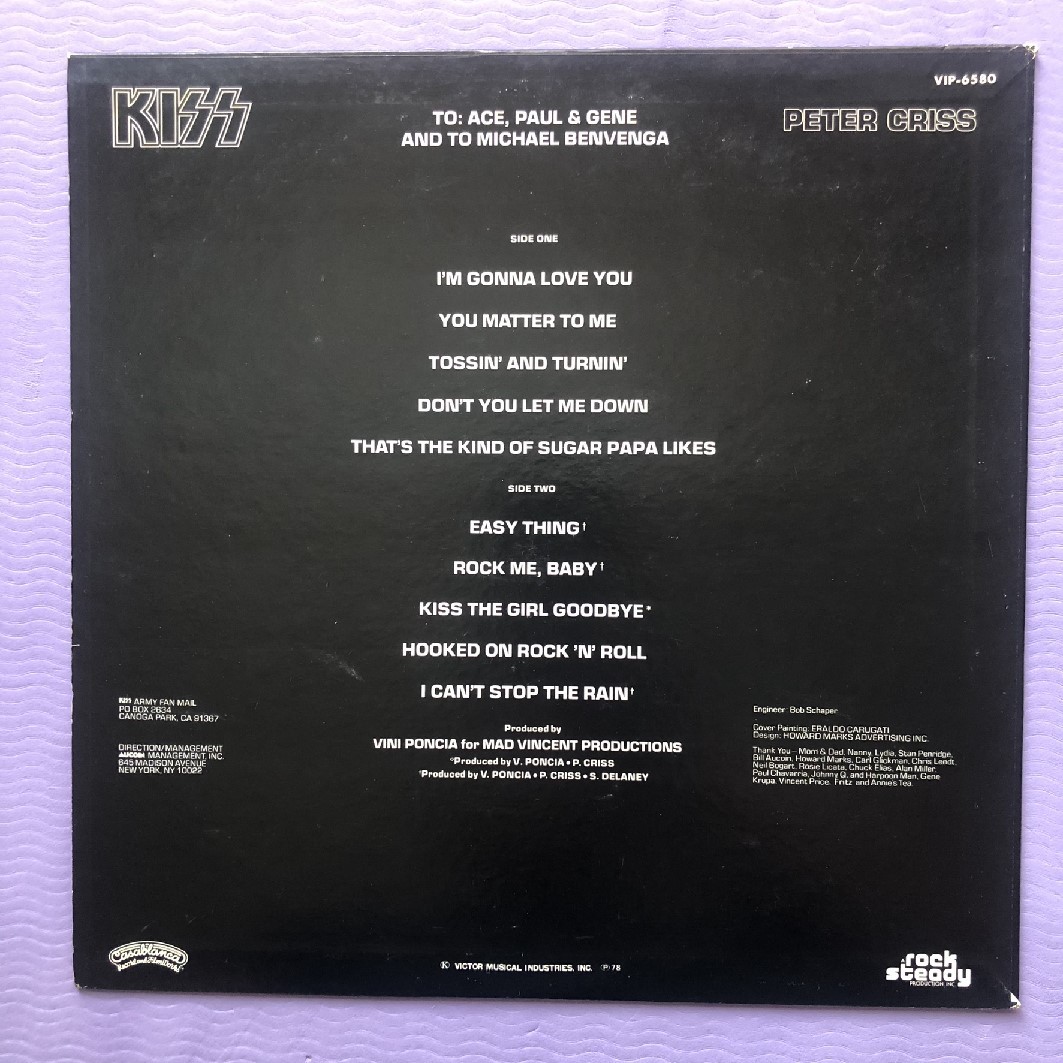 VIP-6580
KISS
TO: ACE, PAUL & GENE
AND TO MICHAEL BENVENGA
PETER CRISS
SIDE ONE
I'M GONNA LOVE YOU
YOU MATTER TO ME
TOSSIN' AND TURNIN'
DON'T YOU LET ME DOWN
THAT'S THE KIND OF SUGAR PAPA LIKES
SIDE TWO
EASY THING†
ROCK ME, BABY†
KISS THE GIRL GOODBYE*
HOOKED ON ROCK 'N' ROLL
I CAN'T STOP THE RAIN†
Produced by
VINI PONCIA for MAD VINCENT PRODUCTIONS
*Produced by V. PONCIA • P. CRISS
†Produced by V. PONCIA • P. CRISS • S. DELANEY
KISS ARMY FAN MAIL
PO BOX 2634
CANOGA PARK, CA 91367
DIRECTION/MANAGEMENT
AUCOIN MANAGEMENT, INC.
645 MADISON AVENUE
NEW YORK, NY 10022
Engineer: Bob Schaper
Cover Painting: ERALDO CARUGATI
Design: HOWARD MARKS ADVERTISING INC.
Thank You—Mom & Dad, Nanny, Lydia, Stan Penridge,
Bill Aucoin, Howard Marks, Carl Glickman, Chris Lendt,
Neil Bogart, Rosie Licata, Chuck Elias, Alan Miller,
Paul Chavarria, Johnny Q. and Harpoon Man, Gene
Krupa, Vincent Price, Fritz and Annie's Tea.
Casablanca
Record and FilmWorks
Ⓚ VICTOR MUSICAL INDUSTRIES, INC. Ⓟ '78
rock
steady
PRODUCTION, INC.